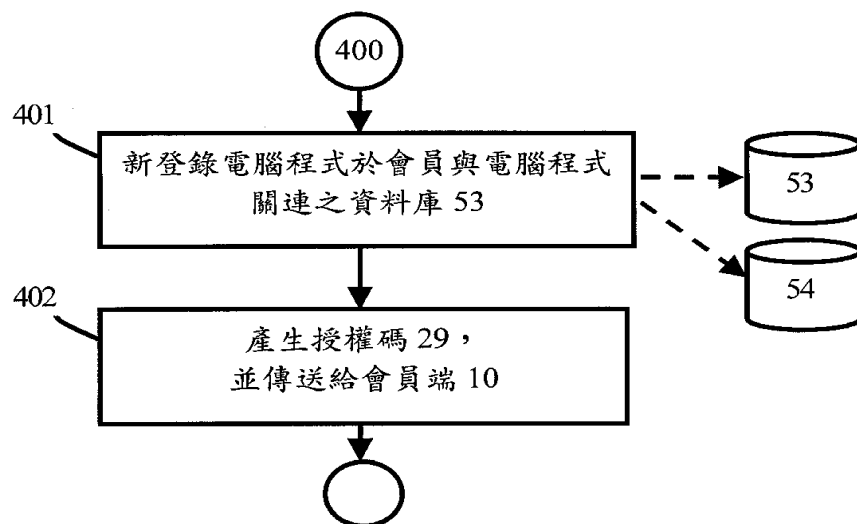 400
401
新登錄電腦程式於會員與電腦程式
關連之資料庫 53
53
54
402
產生授權碼 29，
並傳送給會員端 10